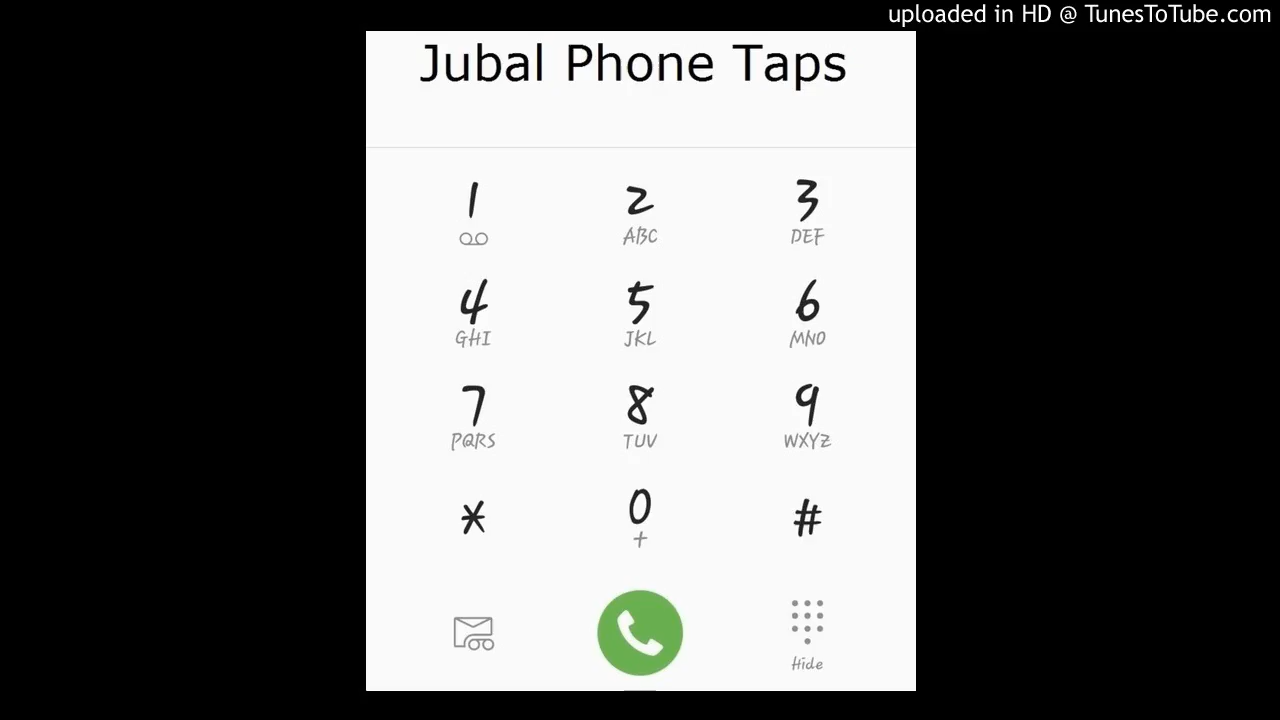 uploaded in HD @ TunesToTube.com
Jubal Phone Taps
1 2 3
ABC DEF
4 5 6
GHI JKL MNO
7 8 9
PQRS TUV WXYZ
* 0 #
+
Hide